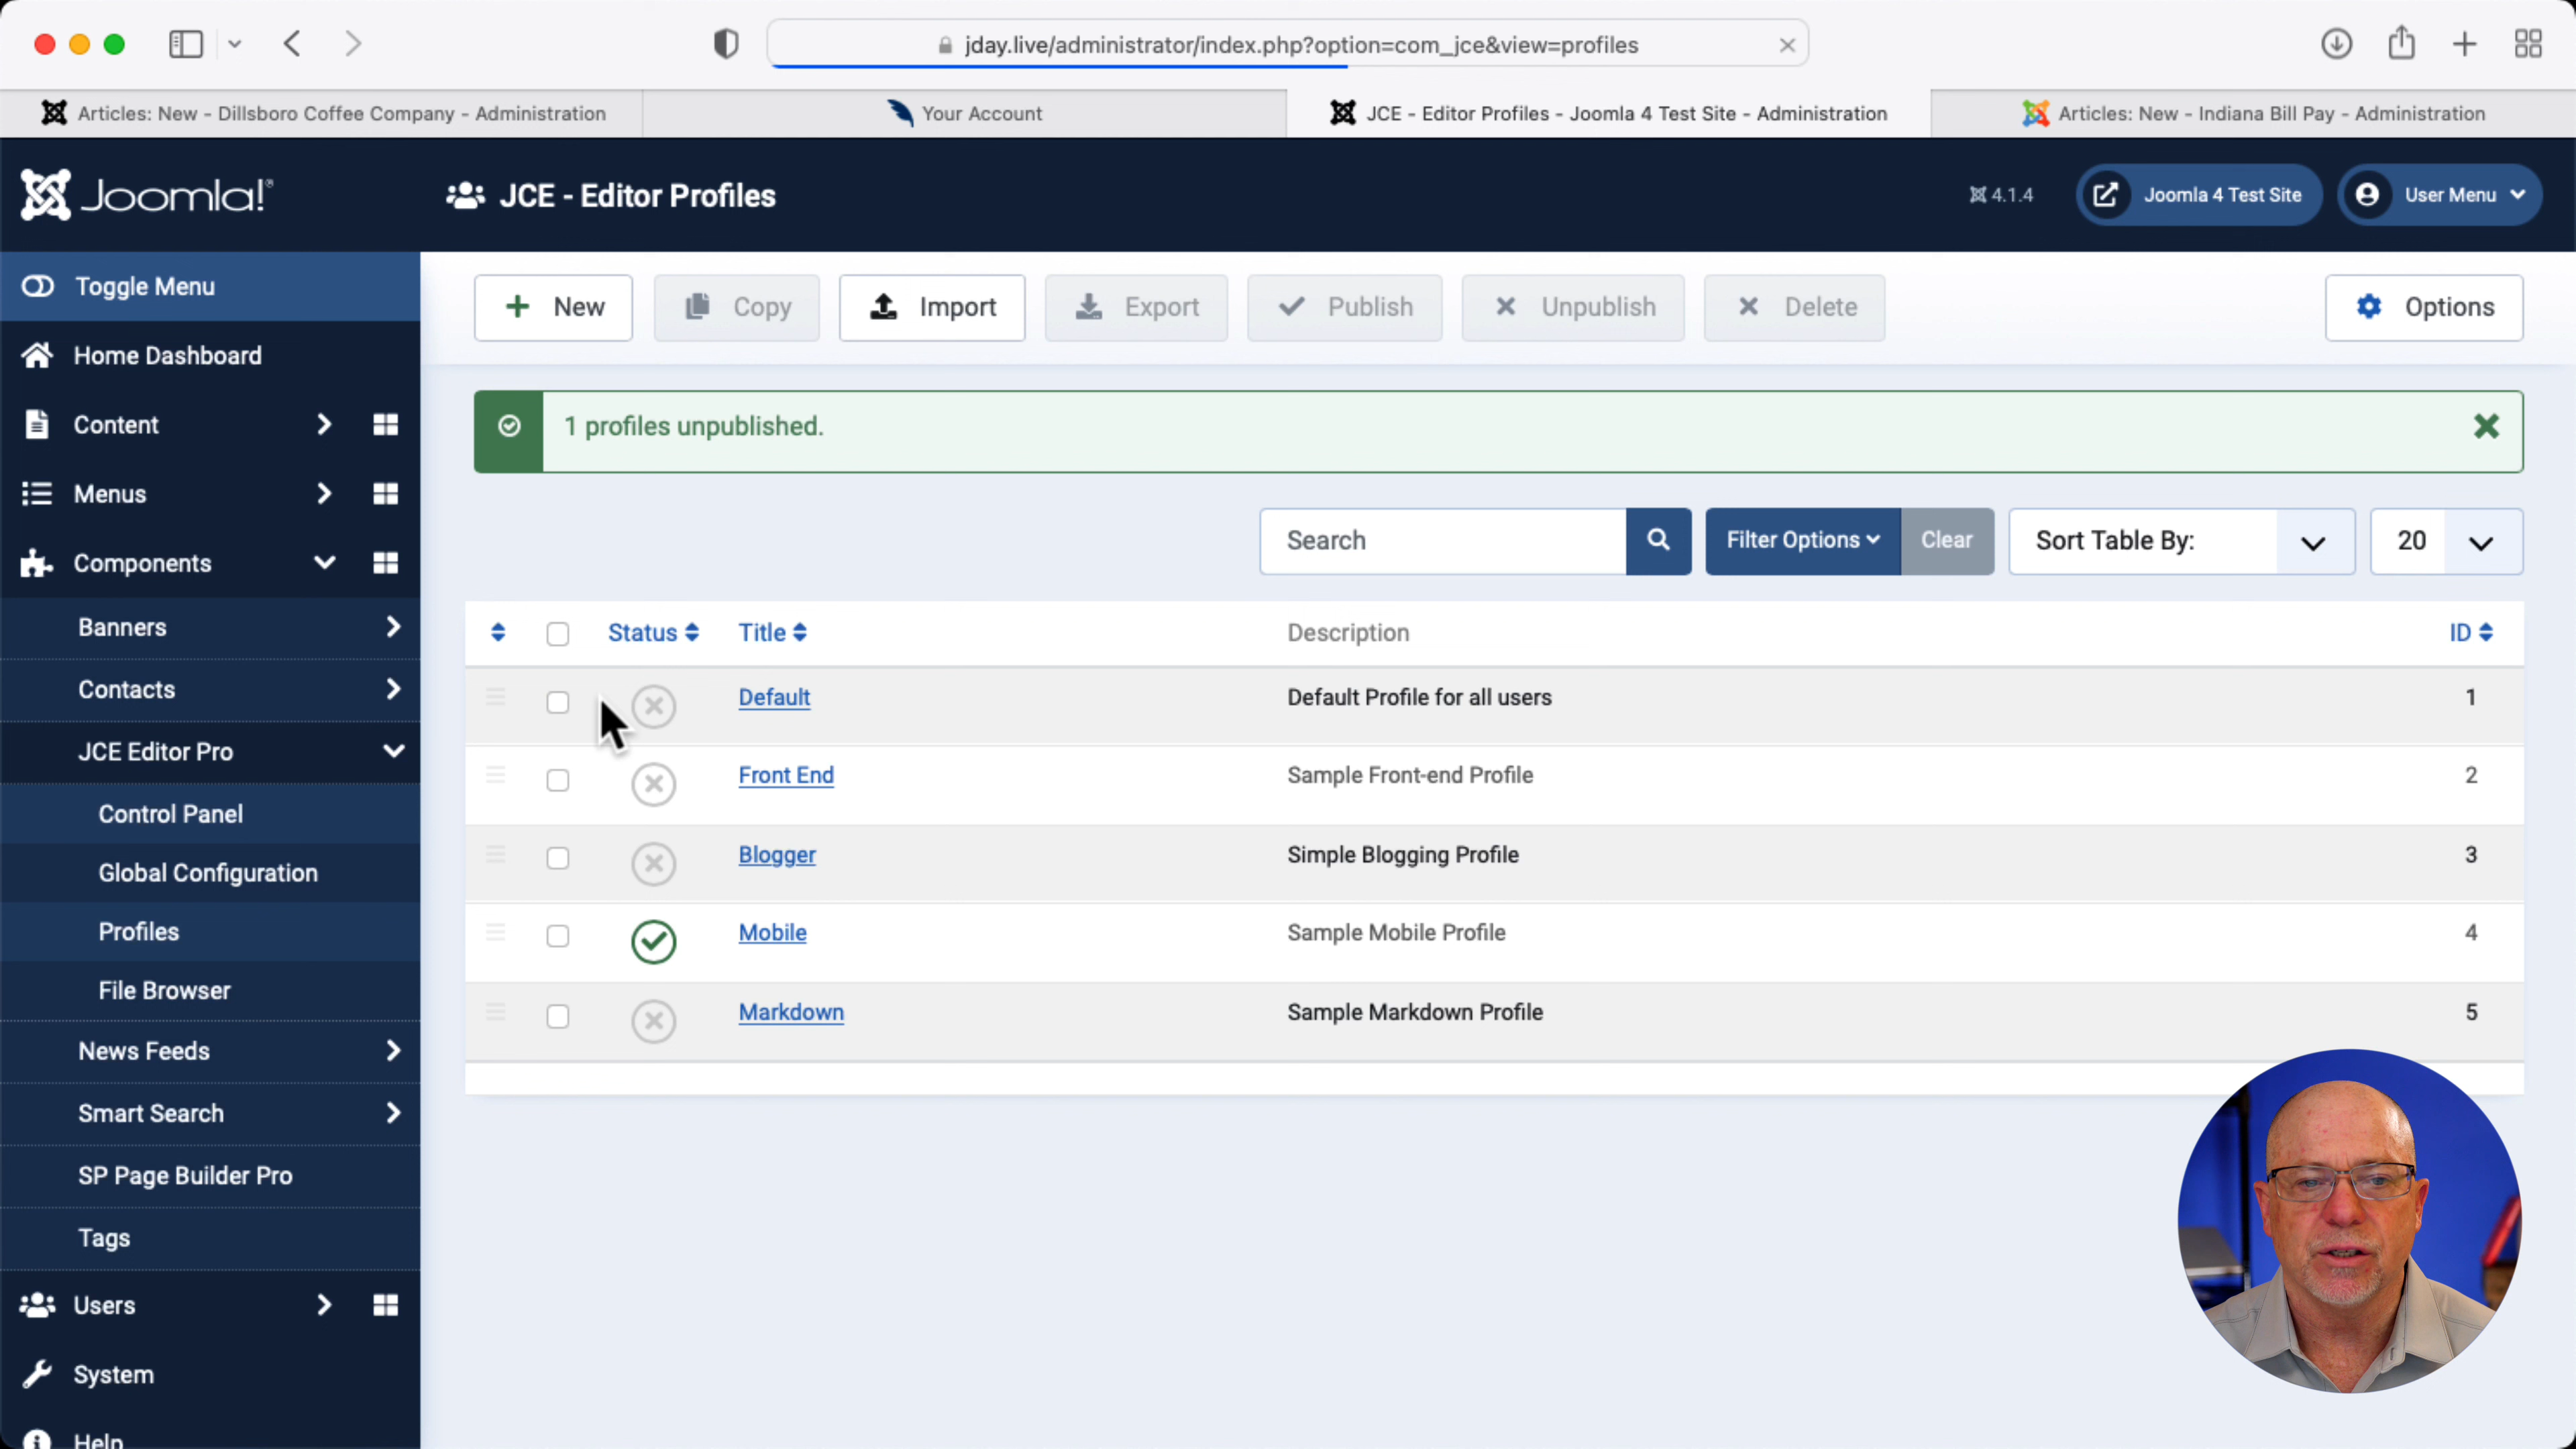 jday.live/administrator/index.php?option=com_jce&view=profiles
Articles: New - Dillsboro Coffee Company - Administration
Your Account
JCE - Editor Profiles - Joomla 4 Test Site - Administration
Articles: New - Indiana Bill Pay - Administration
Joomla!®
JCE - Editor Profiles
4.1.4
Joomla 4 Test Site
User Menu
Toggle Menu
Home Dashboard
Content
Menus
Components
Banners
Contacts
JCE Editor Pro
Control Panel
Global Configuration
Profiles
File Browser
News Feeds
Smart Search
SP Page Builder Pro
Tags
Users
System
Help
New
Copy
Import
Export
Publish
Unpublish
Delete
Options
1 profiles unpublished.
Search
Filter Options
Clear
Sort Table By:
20
Status
Title
Description
ID
Default
Default Profile for all users
1
Front End
Sample Front-end Profile
2
Blogger
Simple Blogging Profile
3
Mobile
Sample Mobile Profile
4
Markdown
Sample Markdown Profile
5